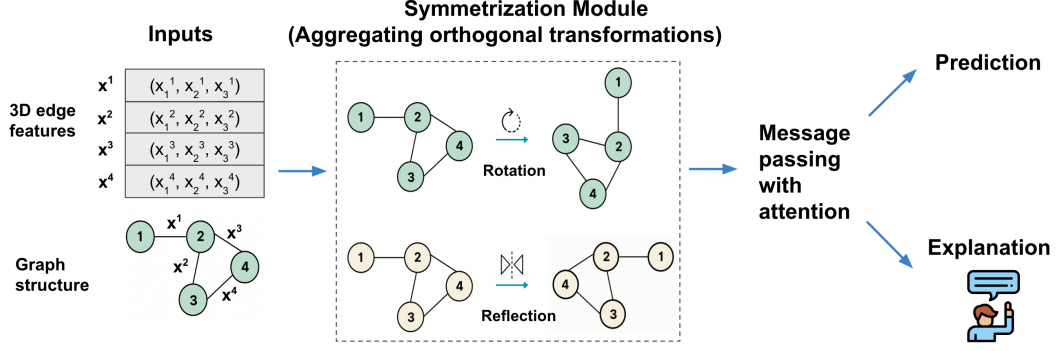 Symmetrization Module
(Aggregating orthogonal transformations)
Inputs
3D edge
features
x¹ (x₁¹, x₂¹, x₃¹)
x² (x₁², x₂², x₃²)
x³ (x₁³, x₂³, x₃³)
x⁴ (x₁⁴, x₂⁴, x₃⁴)
Graph
structure
1 2 3 4
x¹ x² x³ x⁴
1 2 3 4
Rotation
1 2 3 4
1 2 3 4
Reflection
1 2 3 4
Message
passing
with
attention
Prediction
Explanation